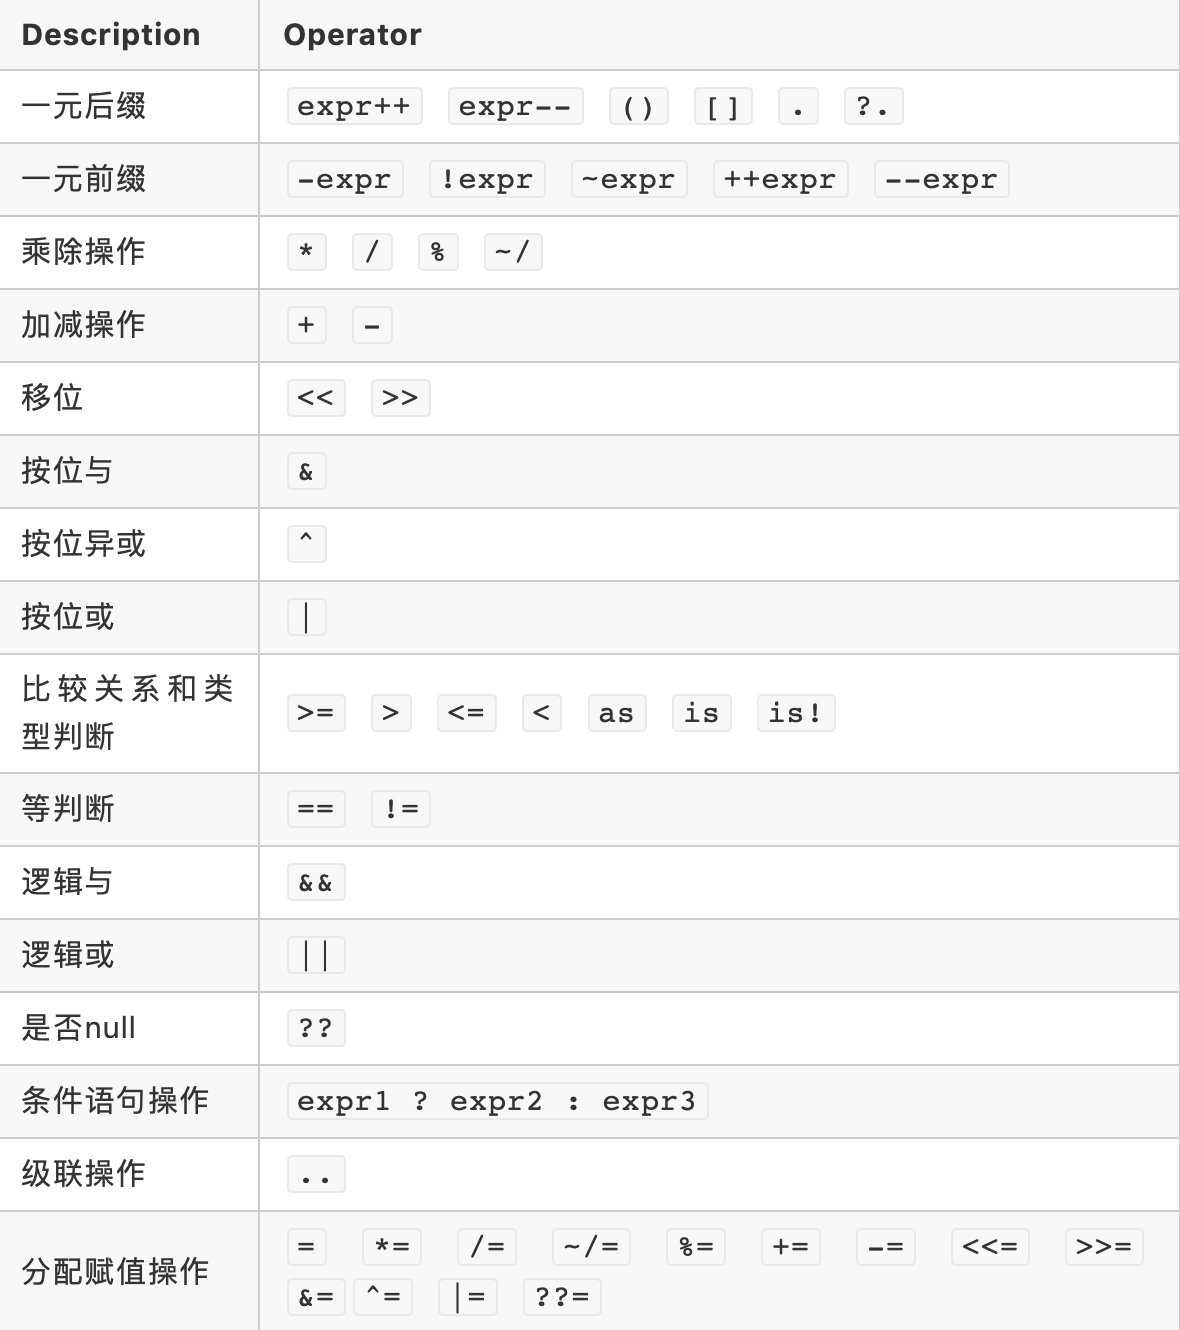 Description Operator
一元后缀 expr++ expr-- () [] . ?.
一元前缀 -expr !expr ~expr ++expr --expr
乘除操作 * / % ~/
加减操作 + -
移位 << >>
按位与 &
按位异或 ^
按位或 |
比较关系和类
型判断 >= > <= < as is is!
等判断 == !=
逻辑与 &&
逻辑或 ||
是否null ??
条件语句操作 expr1 ? expr2 : expr3
级联操作 ..
分配赋值操作 = *= /= ~/= %= += -= <<= >>=
&= ^= |= ??=